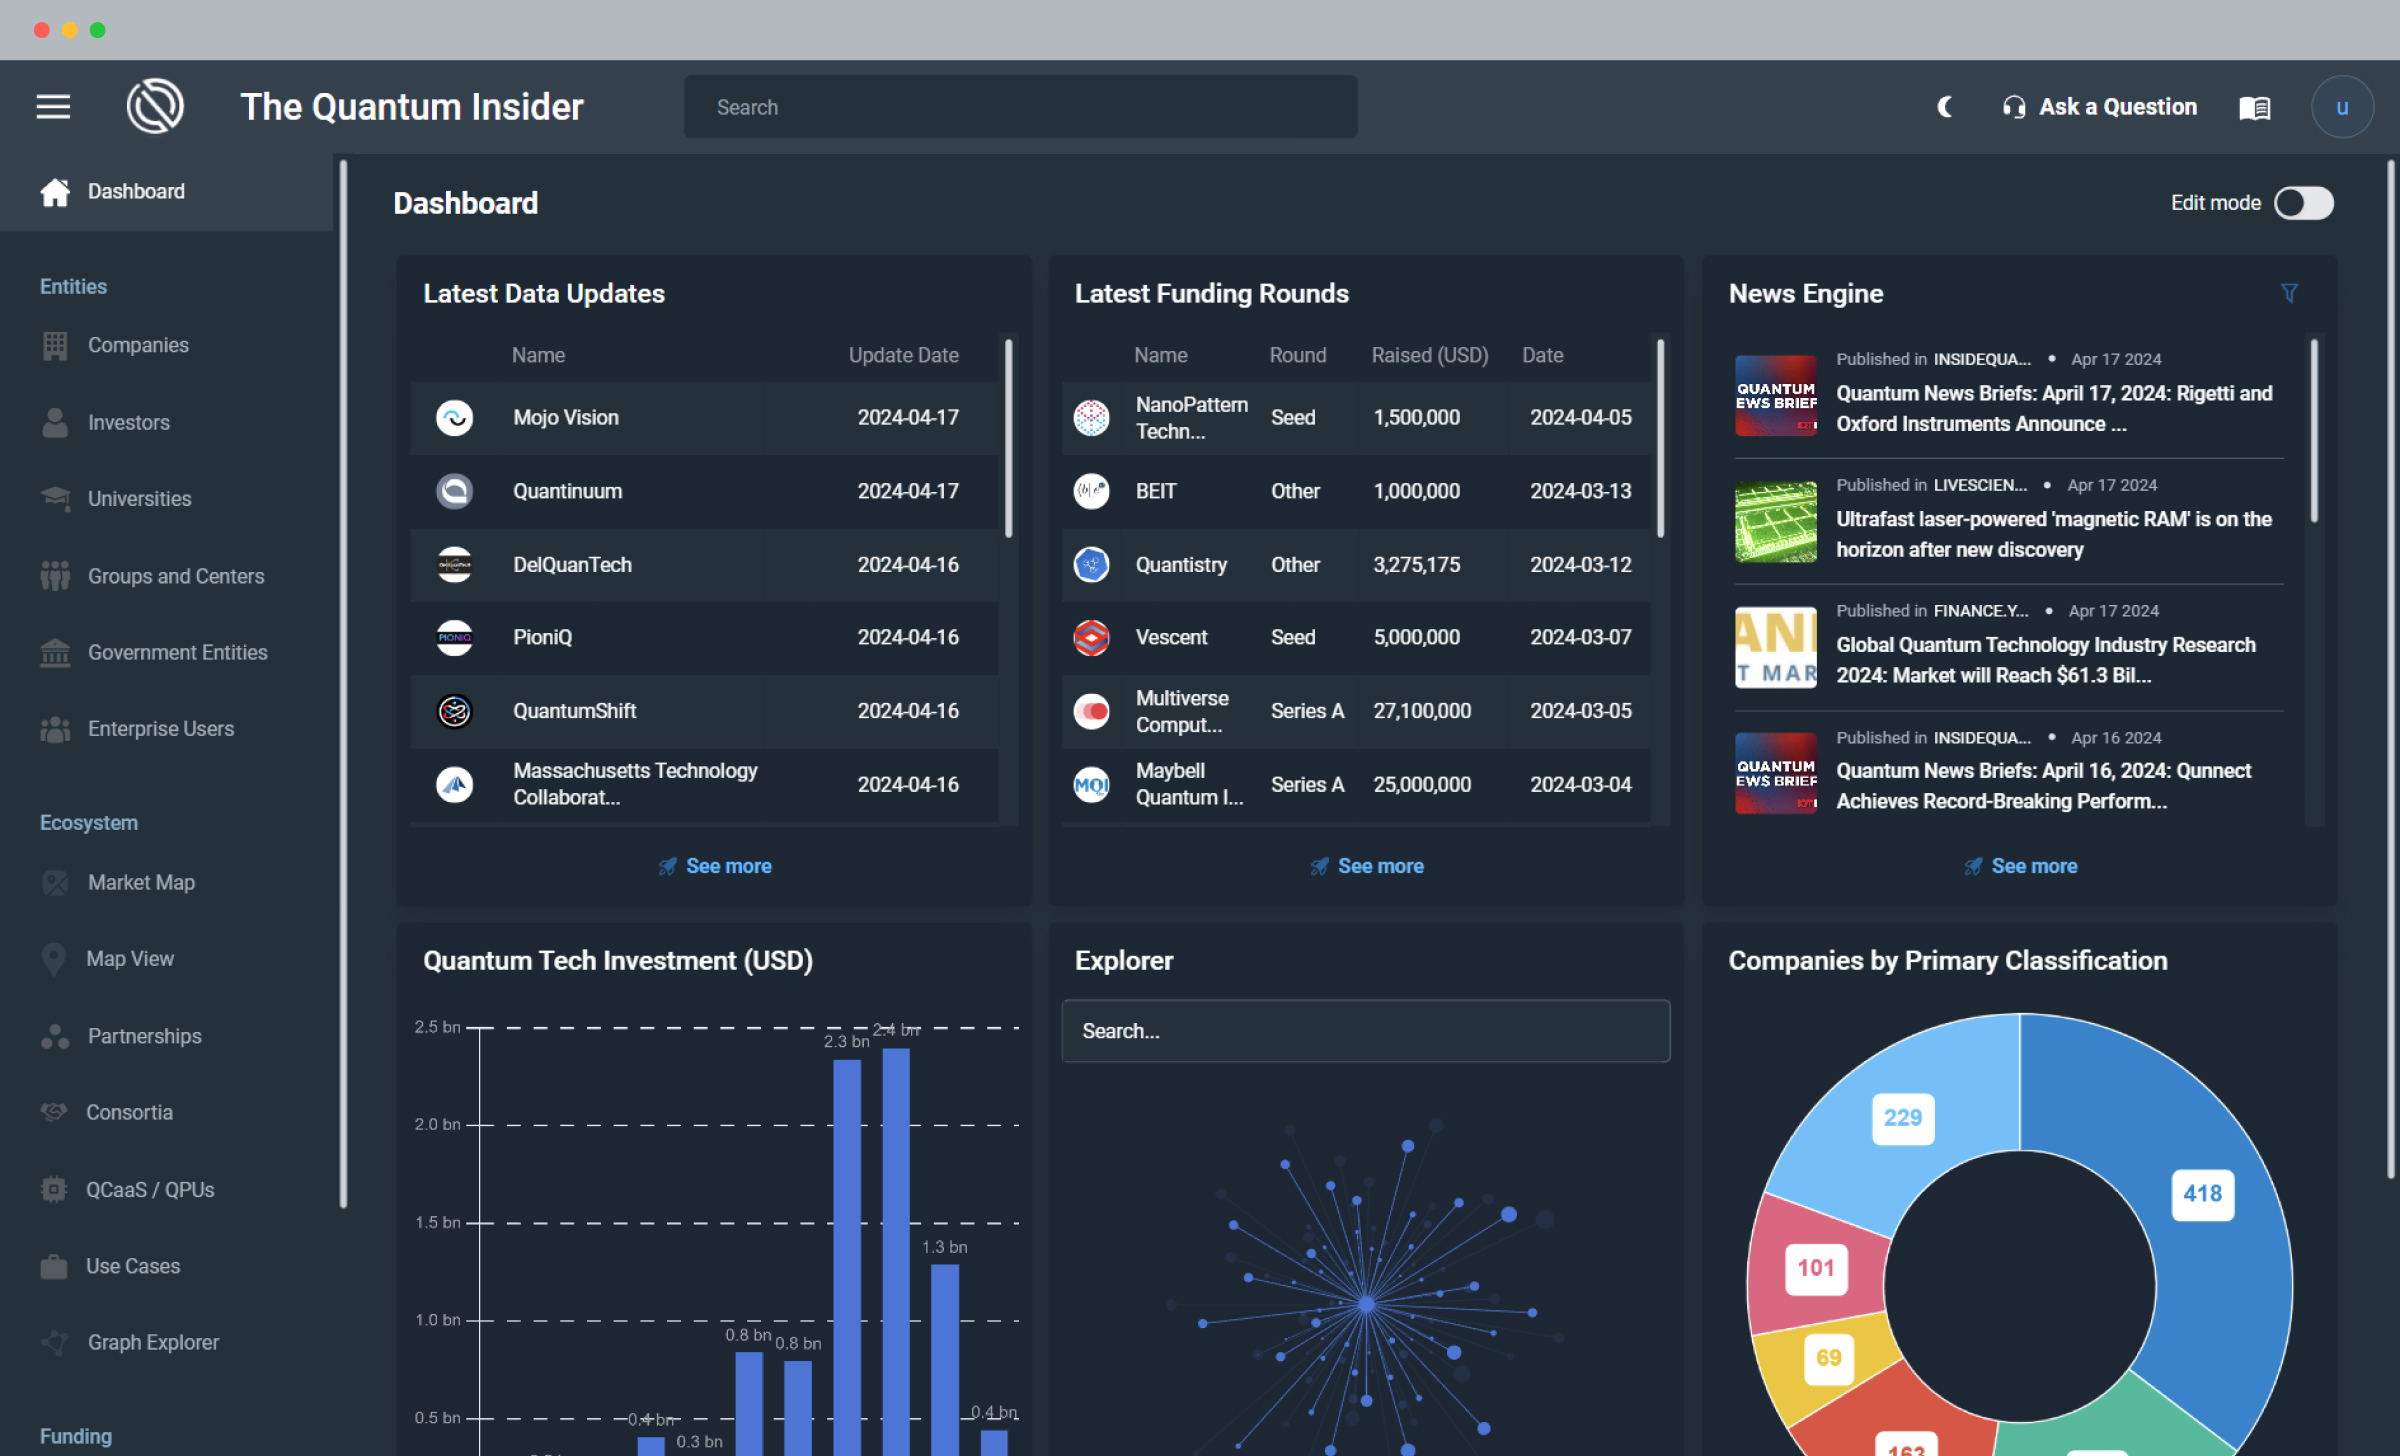 The Quantum Insider
Search
Ask a Question
u
Dashboard
Entities
Companies
Investors
Universities
Groups and Centers
Government Entities
Enterprise Users
Ecosystem
Market Map
Map View
Partnerships
Consortia
QCaaS / QPUs
Use Cases
Graph Explorer
Funding
Dashboard
Edit mode
Latest Data Updates
Name Update Date
Mojo Vision 2024-04-17
Quantinuum 2024-04-17
DelQuanTech 2024-04-16
PIONIQ
PioniQ 2024-04-16
QuantumShift 2024-04-16
Massachusetts Technology
Collaborat... 2024-04-16
See more
Latest Funding Rounds
Name Round Raised (USD) Date
NanoPattern
Techn... Seed 1,500,000 2024-04-05
BEIT Other 1,000,000 2024-03-13
Quantistry Other 3,275,175 2024-03-12
Vescent Seed 5,000,000 2024-03-07
Multiverse
Comput... Series A 27,100,000 2024-03-05
MQI
Maybell
Quantum I... Series A 25,000,000 2024-03-04
See more
News Engine
QUANTUM
EWS BRIEF
Published in INSIDEQUA... • Apr 17 2024
Quantum News Briefs: April 17, 2024: Rigetti and
Oxford Instruments Announce ...
Published in LIVESCIEN... • Apr 17 2024
Ultrafast laser-powered 'magnetic RAM' is on the
horizon after new discovery
AN
T MAR
Published in FINANCE.Y... • Apr 17 2024
Global Quantum Technology Industry Research
2024: Market will Reach $61.3 Bil...
QUANTUM
EWS BRIEF
Published in INSIDEQUA... • Apr 16 2024
Quantum News Briefs: April 16, 2024: Qunnect
Achieves Record-Breaking Perform...
See more
Quantum Tech Investment (USD)
2.5 bn
2.0 bn
1.5 bn
1.0 bn
0.5 bn
0.4 bn
0.3 bn
0.8 bn
0.8 bn
2.3 bn
2.4 bn
1.3 bn
0.4 bn
Explorer
Search...
Companies by Primary Classification
229
418
101
69
163